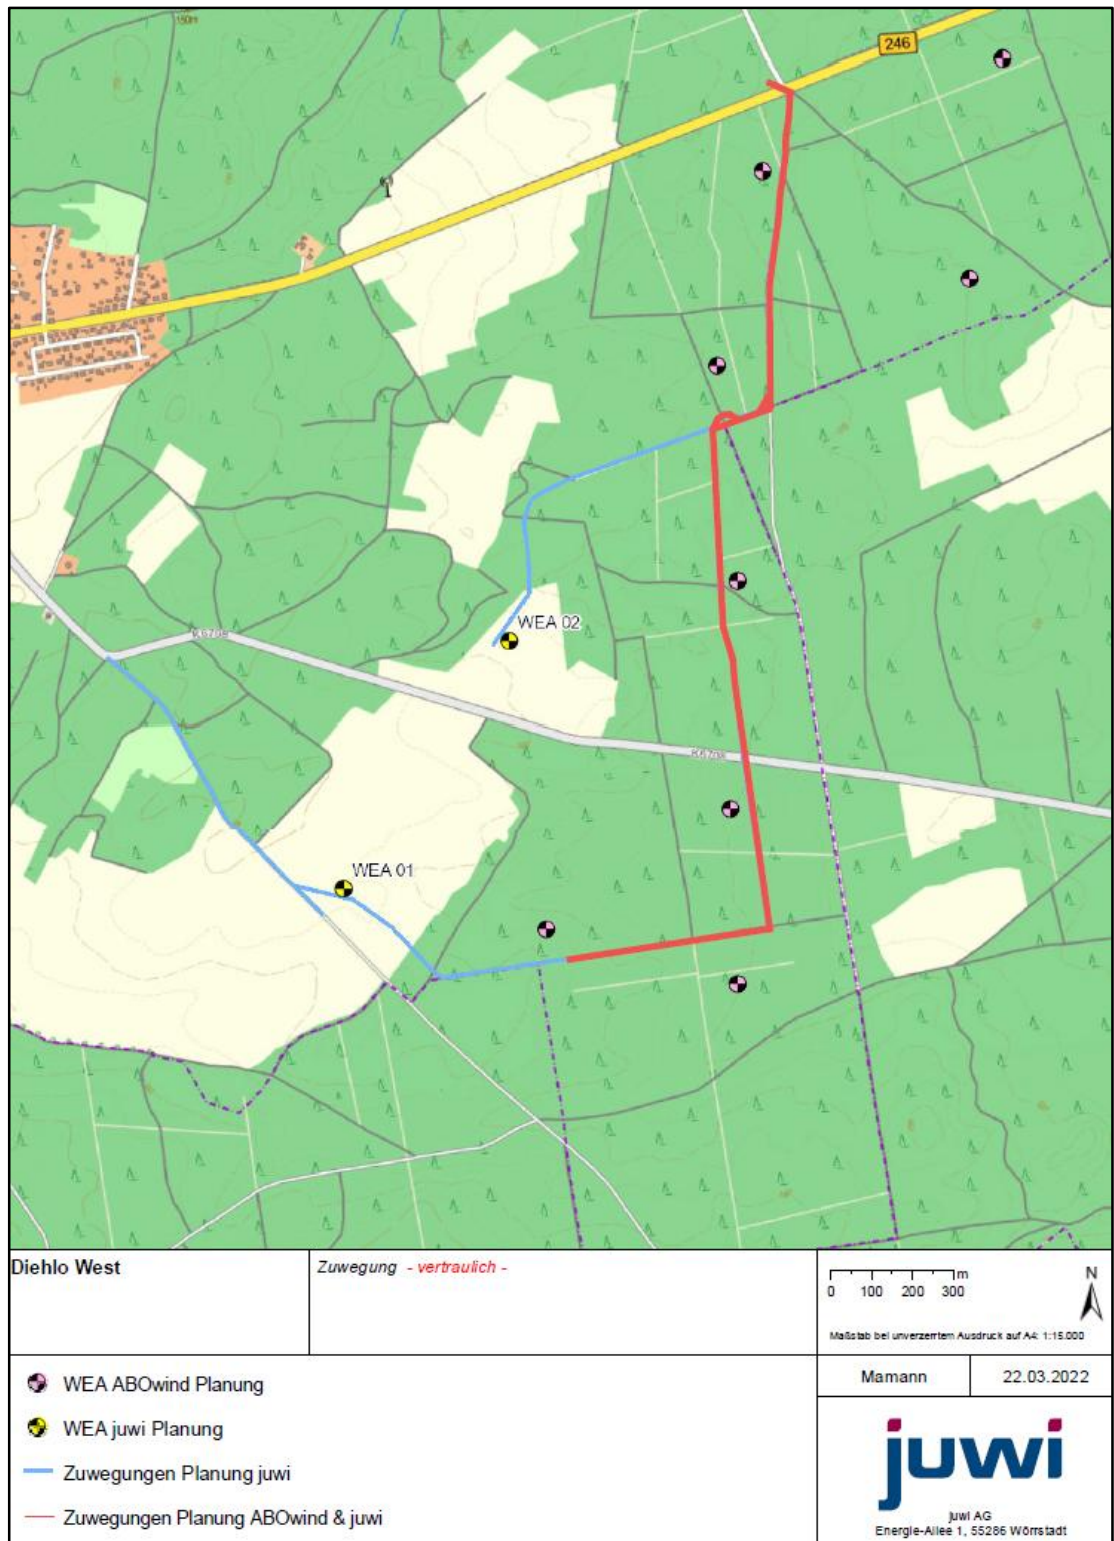 150m
246
WEA 02
K6708
K6708
WEA 01
Diehlo West
Zuwegung - vertraulich -
m
0 100 200 300
N
Maßstab bei unverzerrtem Ausdruck auf A4: 1:15.000
WEA ABOwind Planung
WEA juwi Planung
Zuwegungen Planung juwi
Zuwegungen Planung ABOwind & juwi
Mamann 22.03.2022
juwi
juwi AG
Energie-Allee 1, 55286 Wörrstadt